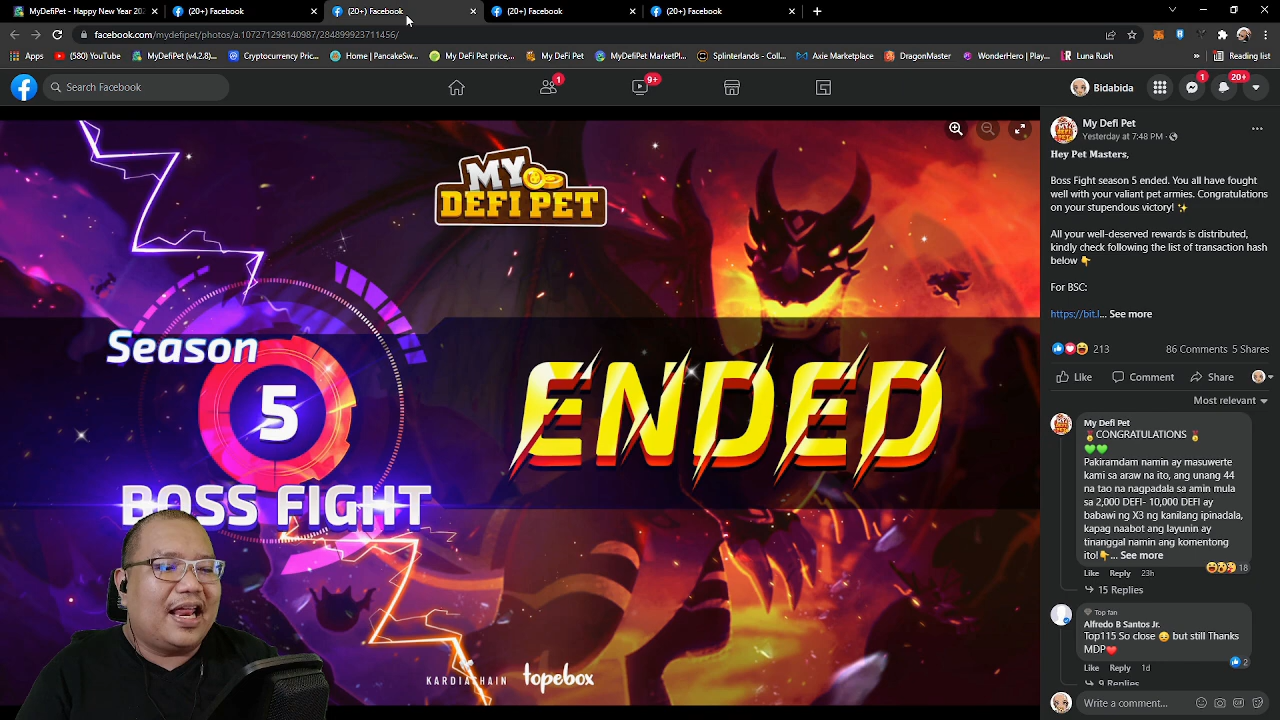 MyDefiPet - Happy New Year 202
(20+) Facebook
(20+) Facebook
(20+) Facebook
(20+) Facebook
facebook.com/mydefipet/photos/a.107271298140987/284899923711456/
Apps
(580) YouTube
MyDefiPet (v4.2.8)...
Cryptocurrency Pric...
Home | PancakeSw...
My DeFi Pet price,...
My DeFi Pet
MyDefiPet MarketPl...
Splinterlands - Coll...
Axie Marketplace
DragonMaster
WonderHero | Play...
Luna Rush
»
Reading list
Search Facebook
1
9+
Bidabida
1
20+
MY
DEFI PET
Season
5
BOSS FIGHT
ENDED
KARDIACHAIN
topebox
My Defi Pet
Yesterday at 7:48 PM ·
Hey Pet Masters,
Boss Fight season 5 ended. You all have fought
well with your valiant pet armies. Congratulations
on your stupendous victory! ✨
All your well-deserved rewards is distributed,
kindly check following the list of transaction hash
below 👇
For BSC:
https://bit.l... See more
213
86 Comments 5 Shares
Like
Comment
Share
Most relevant
My Defi Pet
🏅CONGRATULATIONS 🏅
💚💚
Pakiramdam namin ay masuwerte
kami sa araw na ito, ang unang 44
na tao na nagpadala sa amin mula
sa 2,000 DEFI- 10,000 DEFI ay
babawi ng X3 ng kanilang ipinadala,
kapag naabot ang layunin ay
tinanggal namin ang komentong
ito!👇... See more
18
Like Reply 23h
15 Replies
Top fan
Alfredo B Santos Jr.
Top115 So close 😔 but still Thanks
MDP❤️
2
Like Reply 1d
9 Replies
Write a comment...